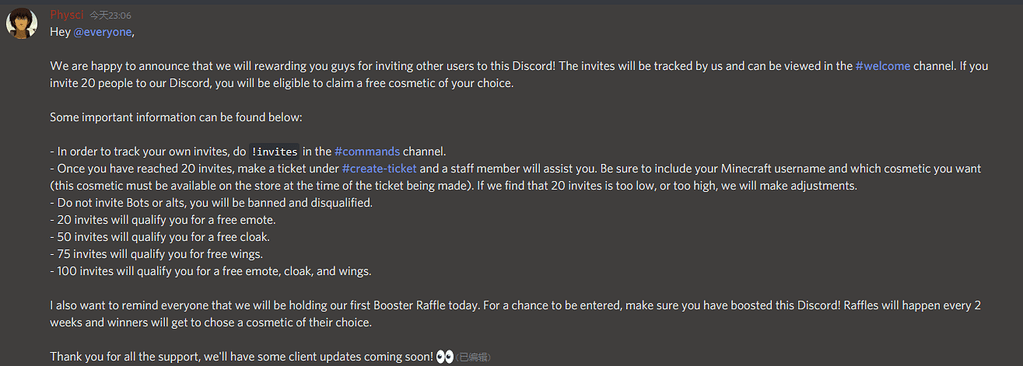 Physci 今天23:06
Hey @everyone,
We are happy to announce that we will rewarding you guys for inviting other users to this Discord! The invites will be tracked by us and can be viewed in the #welcome channel. If you
invite 20 people to our Discord, you will be eligible to claim a free cosmetic of your choice.
Some important information can be found below:
- In order to track your own invites, do !invites in the #commands channel.
- Once you have reached 20 invites, make a ticket under #create-ticket and a staff member will assist you. Be sure to include your Minecraft username and which cosmetic you want
(this cosmetic must be available on the store at the time of the ticket being made). If we find that 20 invites is too low, or too high, we will make adjustments.
- Do not invite Bots or alts, you will be banned and disqualified.
- 20 invites will qualify you for a free emote.
- 50 invites will qualify you for a free cloak.
- 75 invites will qualify you for free wings.
- 100 invites will qualify you for a free emote, cloak, and wings.
I also want to remind everyone that we will be holding our first Booster Raffle today. For a chance to be entered, make sure you have boosted this Discord! Raffles will happen every 2
weeks and winners will get to chose a cosmetic of their choice.
Thank you for all the support, we'll have some client updates coming soon! 👀 (已编辑)